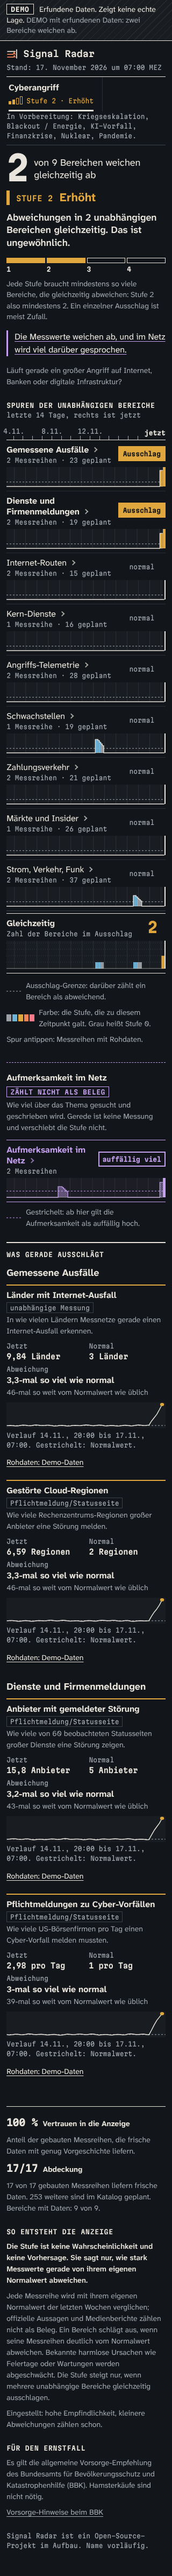 DEMO Erfundene Daten. Zeigt keine echte
Lage. DEMO mit erfundenen Daten: zwei
Bereiche weichen ab.
Signal Radar
Stand: 17. November 2026 um 07:00 MEZ
Cyberangriff
Stufe 2 · Erhöht
In Vorbereitung: Kriegseskalation,
Blackout / Energie, KI-Vorfall,
Finanzkrise, Nuklear, Pandemie.
2 von 9 Bereichen weichen
gleichzeitig ab
STUFE 2 Erhöht
Abweichungen in 2 unabhängigen
Bereichen gleichzeitig. Das ist
ungewöhnlich.
1 2 3 4
Jede Stufe braucht mindestens so viele
Bereiche, die gleichzeitig abweichen: Stufe 2
also mindestens 2. Ein einzelner Ausschlag ist
meist Zufall.
Die Messwerte weichen ab, und im Netz
wird viel darüber gesprochen.
Läuft gerade ein großer Angriff auf Internet,
Banken oder digitale Infrastruktur?
SPUREN DER UNABHÄNGIGEN BEREICHE
letzte 14 Tage, rechts ist jetzt
4.11. 8.11. 12.11. jetzt
Gemessene Ausfälle >
2 Messreihen · 23 geplant
Ausschlag
Dienste und
Firmenmeldungen >
2 Messreihen · 19 geplant
Ausschlag
Internet-Routen >
2 Messreihen · 15 geplant
normal
Kern-Dienste >
1 Messreihe · 16 geplant
normal
Angriffs-Telemetrie >
2 Messreihen · 28 geplant
normal
Schwachstellen >
1 Messreihe · 19 geplant
normal
Zahlungsverkehr >
2 Messreihen · 21 geplant
normal
Märkte und Insider >
1 Messreihe · 26 geplant
normal
Strom, Verkehr, Funk >
2 Messreihen · 37 geplant
normal
Gleichzeitig
Zahl der Bereiche im Ausschlag
2
Ausschlag-Grenze: darüber zählt ein
Bereich als abweichend.
Farbe: die Stufe, die zu diesem
Zeitpunkt galt. Grau heißt Stufe 0.
Spur antippen: Messreihen mit Rohdaten.
Aufmerksamkeit im Netz
ZÄHLT NICHT ALS BELEG
Wie viel über das Thema gesucht und
geschrieben wird. Gerade ist keine Messung
und verschiebt die Stufe nicht.
Aufmerksamkeit im
Netz >
2 Messreihen
auffällig viel
Gestrichelt: ab hier gilt die
Aufmerksamkeit als auffällig hoch.
WAS GERADE AUSSCHLÄGT
Gemessene Ausfälle
Länder mit Internet-Ausfall
unabhängige Messung
In wie vielen Ländern Messnetze gerade einen
Internet-Ausfall erkennen.
Jetzt Normal
9,84 Länder 3 Länder
Abweichung
3,3-mal so viel wie normal
46-mal so weit vom Normalwert wie üblich
Verlauf 14.11., 20:00 bis 17.11.,
07:00. Gestrichelt: Normalwert.
Rohdaten: Demo-Daten
Gestörte Cloud-Regionen
Pflichtmeldung/Statusseite
Wie viele Rechenzentrums-Regionen großer
Anbieter eine Störung melden.
Jetzt Normal
6,59 Regionen 2 Regionen
Abweichung
3,3-mal so viel wie normal
46-mal so weit vom Normalwert wie üblich
Verlauf 14.11., 20:00 bis 17.11.,
07:00. Gestrichelt: Normalwert.
Rohdaten: Demo-Daten
Dienste und Firmenmeldungen
Anbieter mit gemeldeter Störung
Pflichtmeldung/Statusseite
Wie viele von 60 beobachteten Statusseiten
großer Dienste eine Störung zeigen.
Jetzt Normal
15,8 Anbieter 5 Anbieter
Abweichung
3,2-mal so viel wie normal
43-mal so weit vom Normalwert wie üblich
Verlauf 14.11., 20:00 bis 17.11.,
07:00. Gestrichelt: Normalwert.
Rohdaten: Demo-Daten
Pflichtmeldungen zu Cyber-Vorfällen
Pflichtmeldung/Statusseite
Wie viele US-Börsenfirmen pro Tag einen
Cyber-Vorfall melden mussten.
Jetzt Normal
2,98 pro Tag 1 pro Tag
Abweichung
3-mal so viel wie normal
39-mal so weit vom Normalwert wie üblich
Verlauf 14.11., 20:00 bis 17.11.,
07:00. Gestrichelt: Normalwert.
Rohdaten: Demo-Daten
100 % Vertrauen in die Anzeige
Anteil der gebauten Messreihen, die frische
Daten mit genug Vorgeschichte liefern.
17/17 Abdeckung
17 von 17 gebauten Messreihen liefern frische
Daten. 253 weitere sind im Katalog geplant.
Bereiche mit Daten: 9 von 9.
SO ENTSTEHT DIE ANZEIGE
Die Stufe ist keine Wahrscheinlichkeit und
keine Vorhersage. Sie sagt nur, wie stark
Messwerte gerade von ihrem eigenen
Normalwert abweichen.
Jede Messreihe wird mit ihrem eigenen
Normalwert der letzten Wochen verglichen;
offizielle Aussagen und Medienberichte zählen
nicht als Beleg. Ein Bereich schlägt aus, wenn
seine Messreihen deutlich vom Normalwert
abweichen. Bekannte harmlose Ursachen wie
Feiertage oder Wartungen werden
abgeschwächt. Die Stufe steigt nur, wenn
mehrere unabhängige Bereiche gleichzeitig
ausschlagen.
Eingestellt: hohe Empfindlichkeit, kleinere
Abweichungen zählen schon.
FÜR DEN ERNSTFALL
Es gilt die allgemeine Vorsorge-Empfehlung
des Bundesamts für Bevölkerungsschutz und
Katastrophenhilfe (BBK). Hamsterkäufe sind
nicht nötig.
Vorsorge-Hinweise beim BBK
Signal Radar ist ein Open-Source-
Projekt im Aufbau. Name vorläufig.